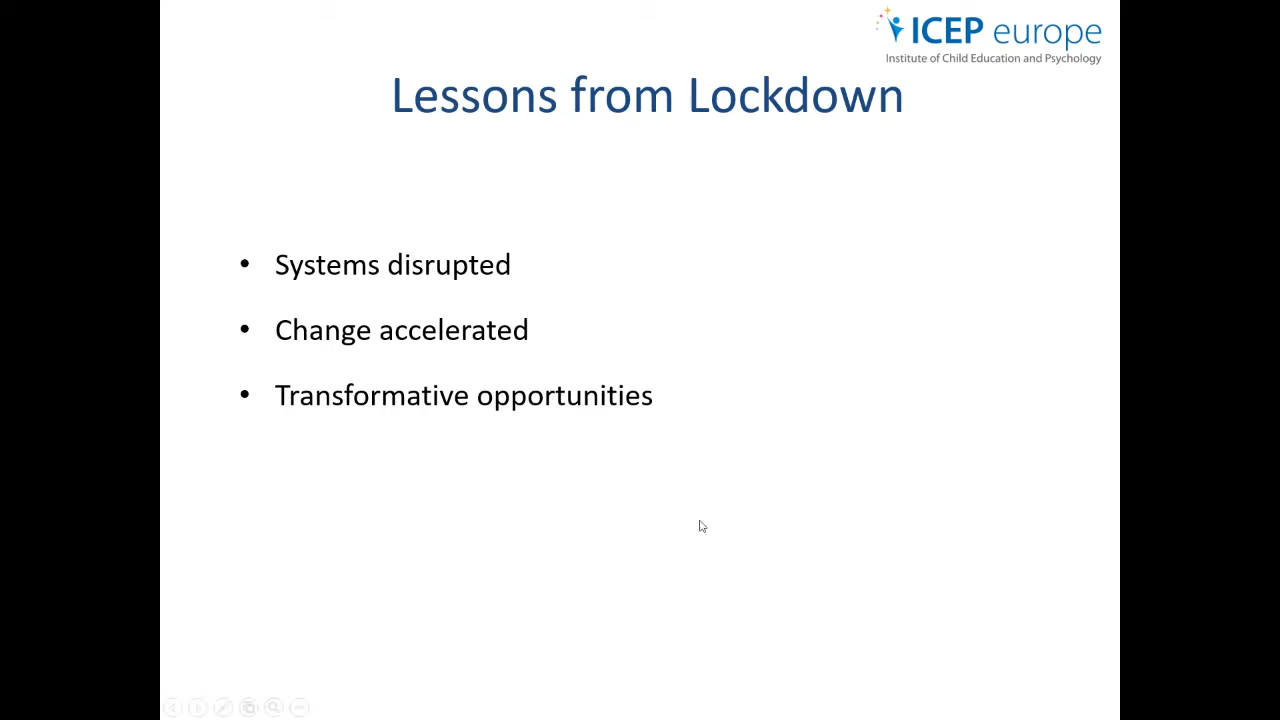 ICEP europe
Institute of Child Education and Psychology
Lessons from Lockdown
• Systems disrupted
• Change accelerated
• Transformative opportunities